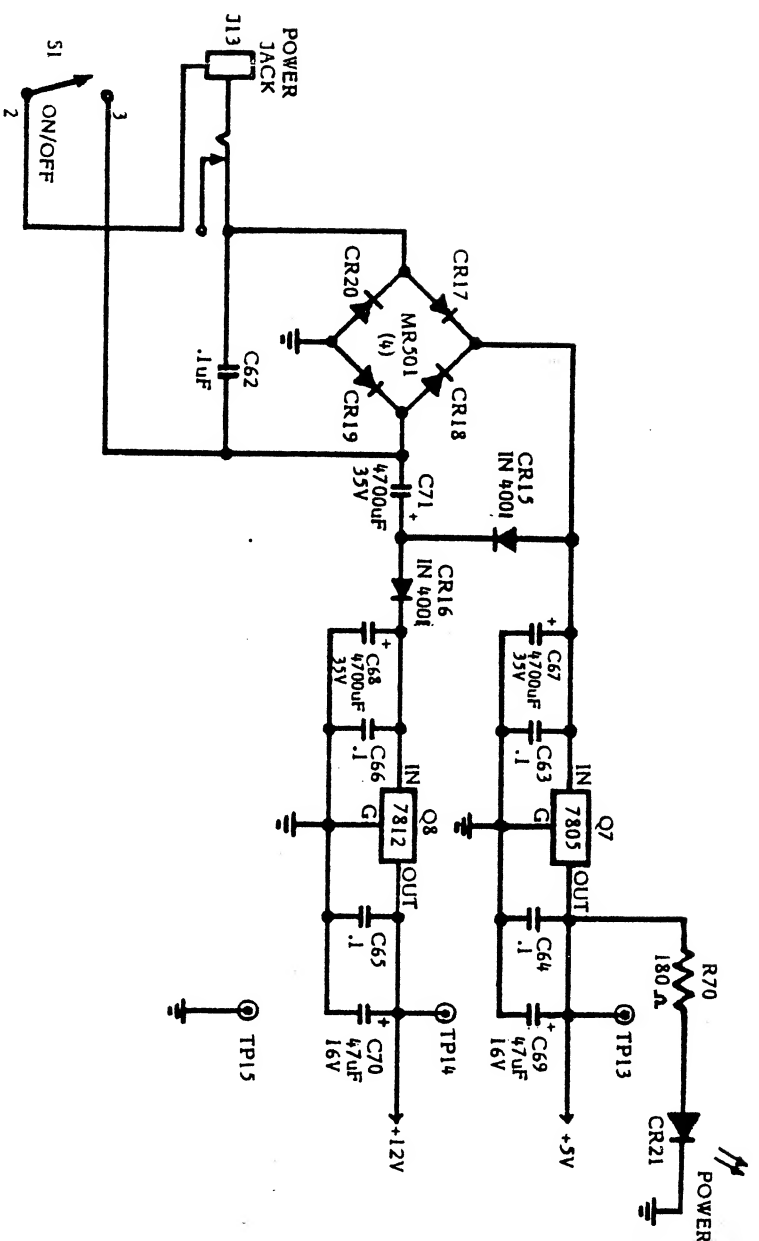 POWER
R70
180Ω
CR21
TP13
Q7
7805
IN
OUT
G
+5V
C67
4700uF
35V
C63
.1
C64
.1
C69
47uF
16V
CR15
IN 4001
CR17
CR18
MR501
(4)
CR20
CR19
TP14
CR16
IN 4001
C71
4700uF
35V
Q8
7812
IN
OUT
G
+12V
C68
4700uF
35V
C66
.1
C65
.1
C70
47uF
16V
POWER
JACK
J13
C62
.1uF
TP15
S1
ON/OFF
2
3